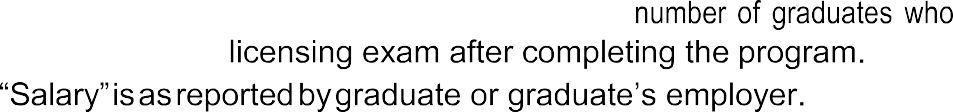 number of graduates who
licensing exam after completing the program.
“Salary” is as reported by graduate or graduate’s employer.